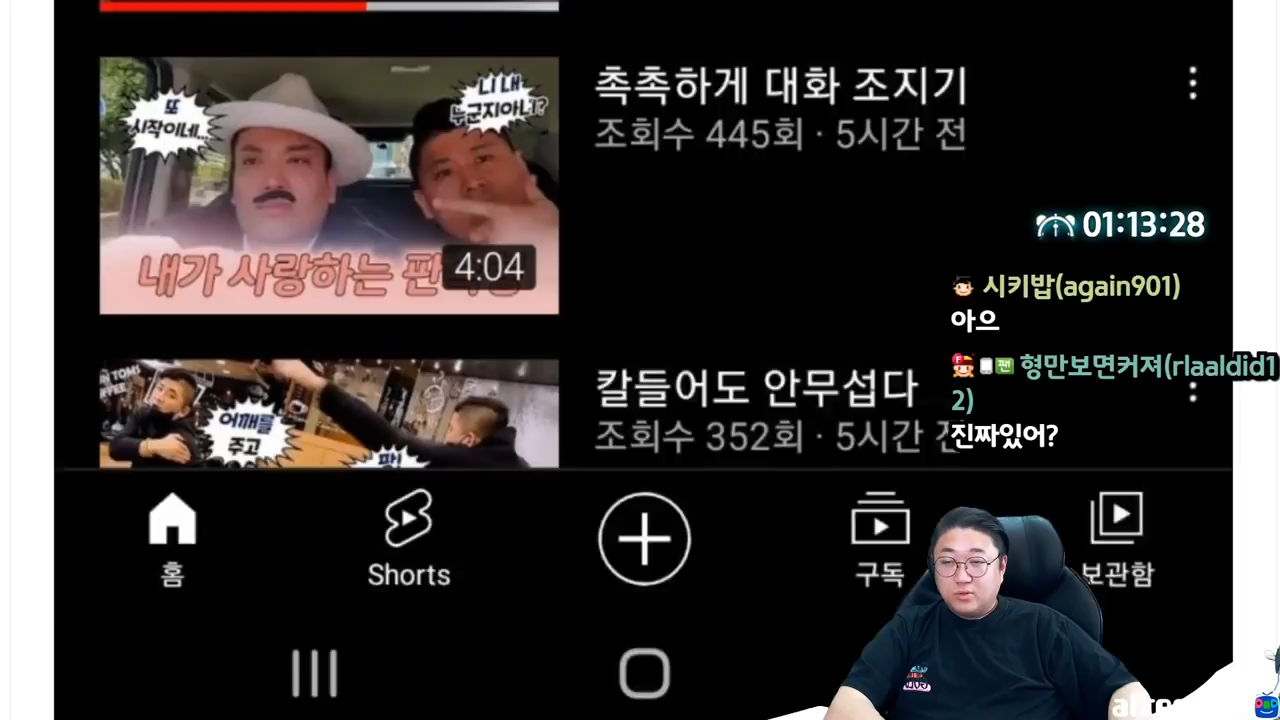 또
시작이네...
니 내
누군지아니?
내가 사랑하는 판
4:04
촉촉하게 대화 조지기
조회수 445회 · 5시간 전
01:13:28
시키밥(again901)
아으
형만보면커져(rlaaldid1
2)
진짜있어?
어깨를
주고
칼들어도 안무섭다
조회수 352회 · 5시간 전
홈
Shorts
구독
보관함